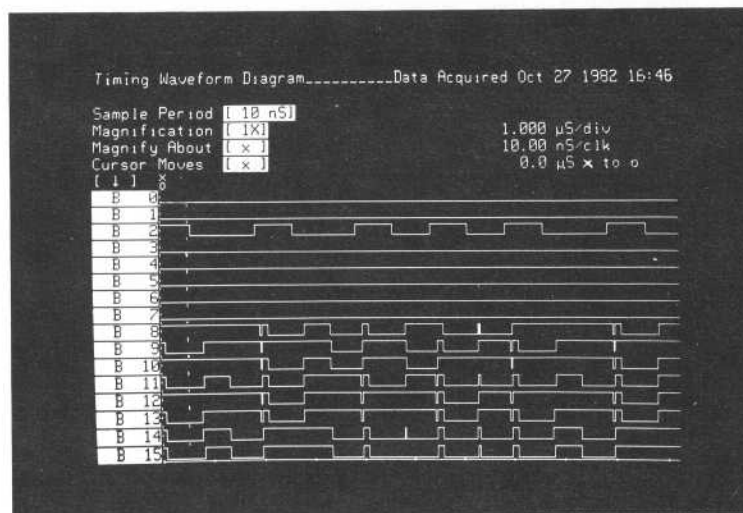 Timing Waveform Diagram__________Data Acquired Oct 27 1982 16:46
Sample Period [ 10 nS]
Magnification [ 1X] 1.000 µS/div
Magnify About [ x ] 10.00 nS/clk
Cursor Moves [ x ] 0.0 µS x to o
[ ↓ ] x
o
B 0
B 1
B 2
B 3
B 4
B 5
B 6
B 7
B 8
B 9
B 10
B 11
B 12
B 13
B 14
B 15